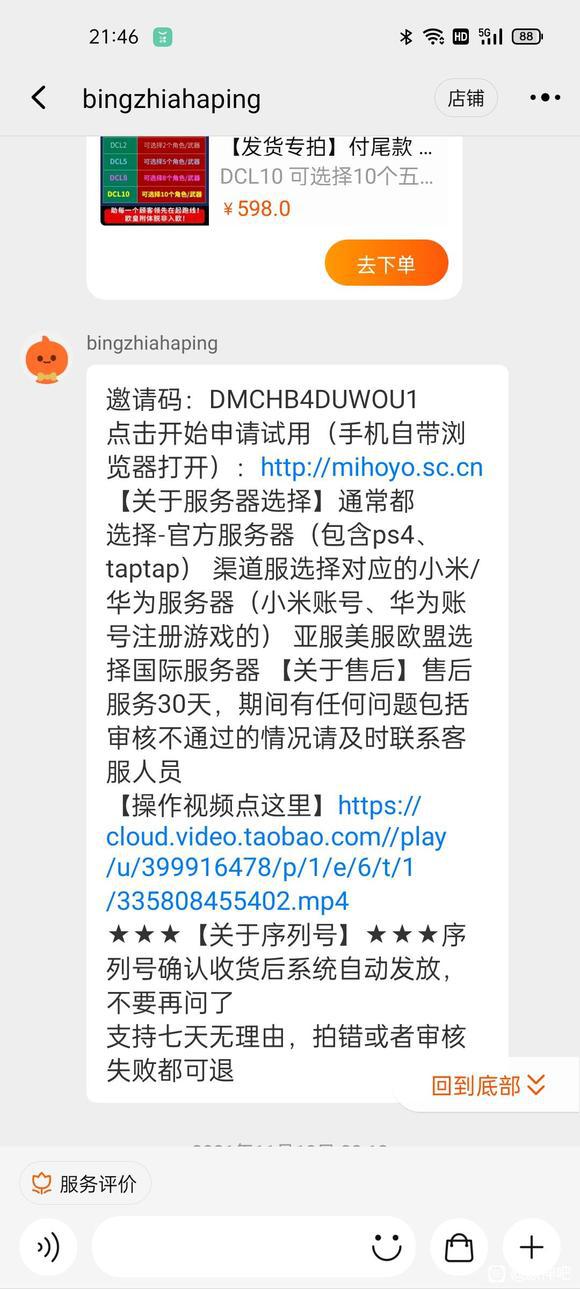 21:46
HD
5G
88
bingzhiahaping
店铺
DCL2 可选择2个角色/武器
DCL5 可选择5个角色/武器
DCL8 可选择8个角色/武器
DCL10 可选择10个角色/武器
助每一个顾客领先在起跑线！
欧皇附体脱非入欧！
【发货专拍】付尾款 ...
DCL10 可选择10个五...
￥598.0
去下单
bingzhiahaping
邀请码：DMCHB4DUWOU1
点击开始申请试用（手机自带浏
览器打开）：http://mihoyo.sc.cn
【关于服务器选择】通常都
选择-官方服务器（包含ps4、
taptap） 渠道服选择对应的小米/
华为服务器（小米账号、华为账
号注册游戏的） 亚服美服欧盟选
择国际服务器 【关于售后】售后
服务30天，期间有任何问题包括
审核不通过的情况请及时联系客
服人员
【操作视频点这里】https://
cloud.video.taobao.com//play
/u/399916478/p/1/e/6/t/1
/335808455402.mp4
★★★【关于序列号】★★★序
列号确认收货后系统自动发放，
不要再问了
支持七天无理由，拍错或者审核
失败都可退
回到底部
服务评价